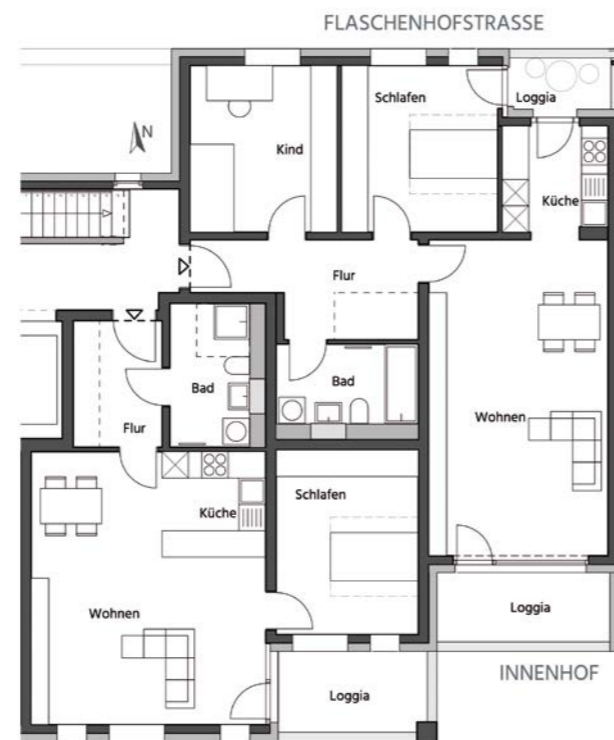 FLASCHENHOFSTRASSE
Schlafen
Loggia
N
Kind
Küche
Flur
Bad
Bad
Wohnen
Flur
Schlafen
Küche
Wohnen
Loggia
INNENHOF
Loggia